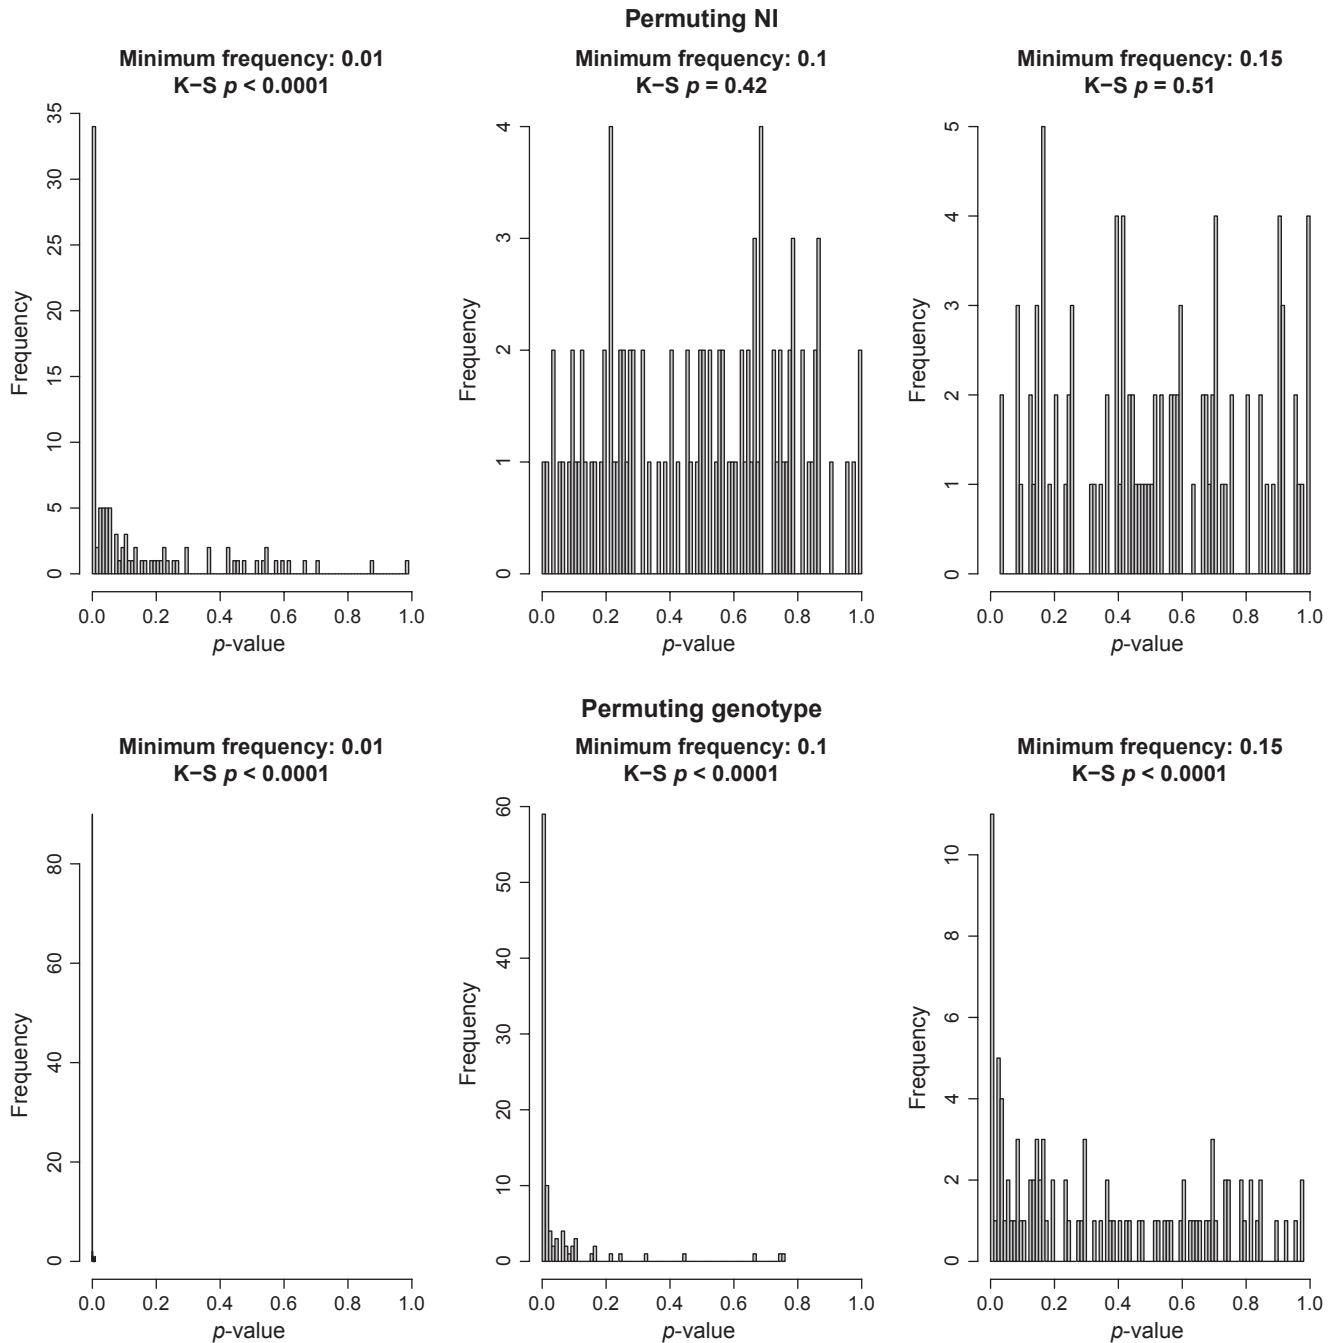 Permuting NI
Minimum frequency: 0.01
K−S p < 0.0001
Minimum frequency: 0.1
K−S p = 0.42
Minimum frequency: 0.15
K−S p = 0.51
Frequency
35
30
25
20
15
10
5
0
0.0 0.2 0.4 0.6 0.8 1.0
p-value
Frequency
4
3
2
1
0
0.0 0.2 0.4 0.6 0.8 1.0
p-value
Frequency
5
4
3
2
1
0
0.0 0.2 0.4 0.6 0.8 1.0
p-value
Permuting genotype
Minimum frequency: 0.01
K−S p < 0.0001
Minimum frequency: 0.1
K−S p < 0.0001
Minimum frequency: 0.15
K−S p < 0.0001
Frequency
80
60
40
20
0
0.0 0.2 0.4 0.6 0.8 1.0
p-value
Frequency
60
50
40
30
20
10
0
0.0 0.2 0.4 0.6 0.8 1.0
p-value
Frequency
10
8
6
4
2
0
0.0 0.2 0.4 0.6 0.8 1.0
p-value